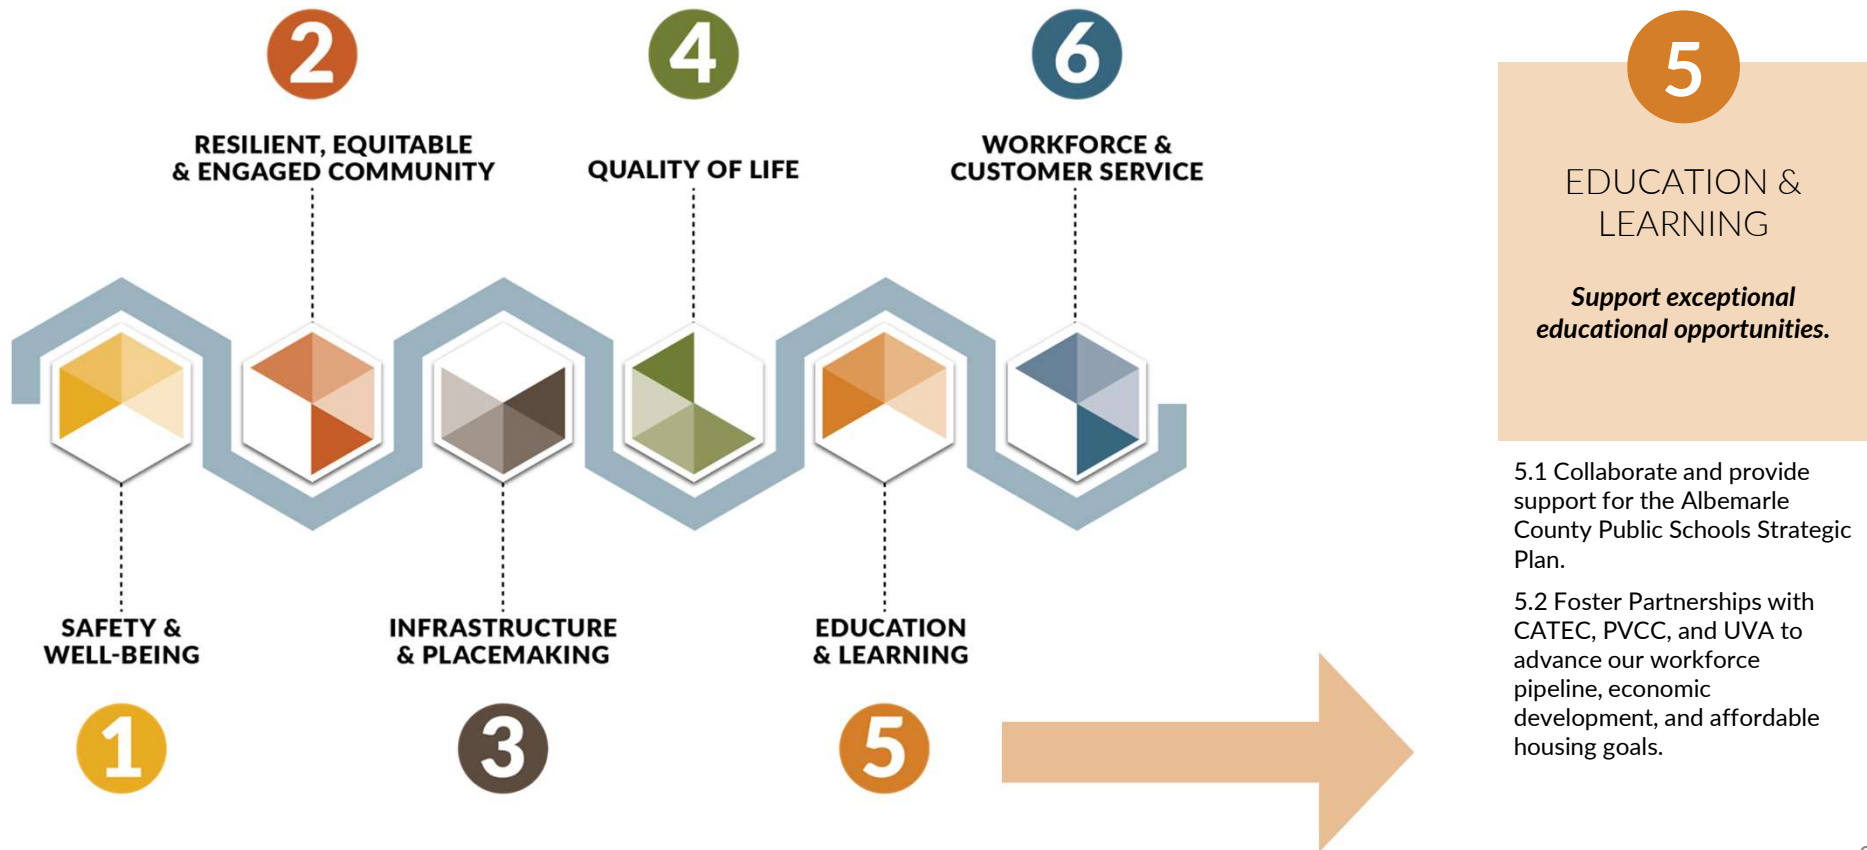 2
RESILIENT, EQUITABLE
& ENGAGED COMMUNITY
4
QUALITY OF LIFE
6
WORKFORCE &
CUSTOMER SERVICE
SAFETY &
WELL-BEING
1
INFRASTRUCTURE
& PLACEMAKING
3
EDUCATION
& LEARNING
5
5
EDUCATION &
LEARNING
Support exceptional
educational opportunities.
5.1 Collaborate and provide
support for the Albemarle
County Public Schools Strategic
Plan.
5.2 Foster Partnerships with
CATEC, PVCC, and UVA to
advance our workforce
pipeline, economic
development, and affordable
housing goals.